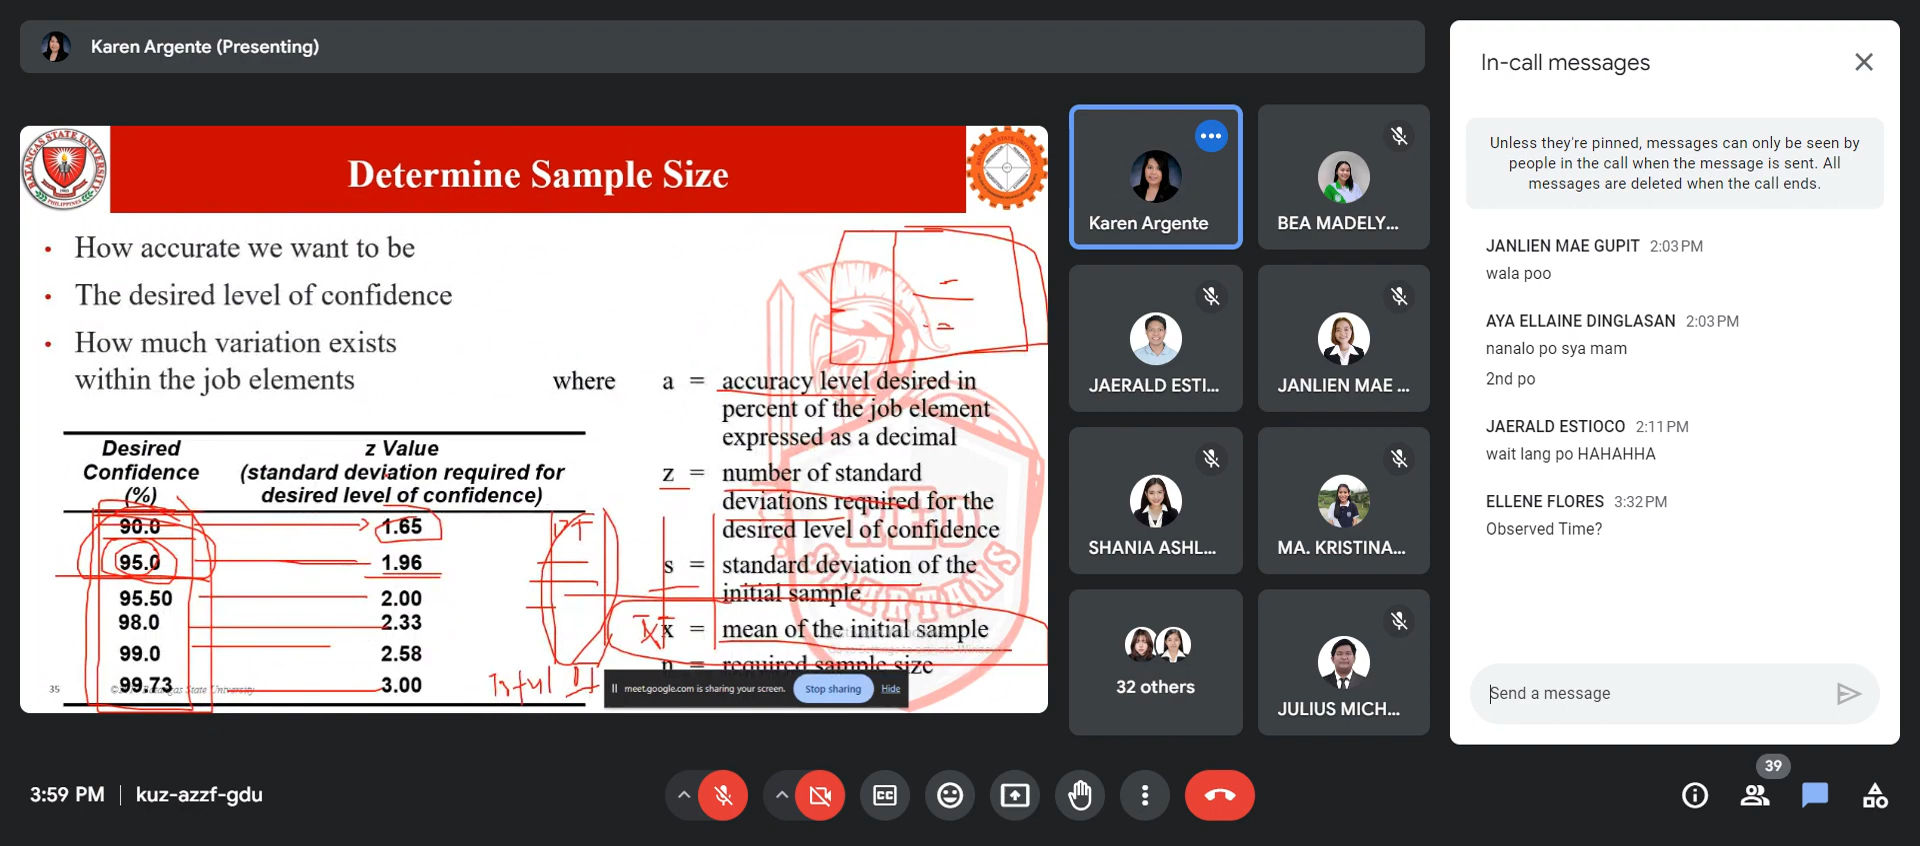 Karen Argente (Presenting)
Determine Sample Size
• How accurate we want to be
• The desired level of confidence
• How much variation exists
within the job elements
where a = accuracy level desired in
percent of the job element
expressed as a decimal
z = number of standard
deviations required for the
desired level of confidence
s = standard deviation of the
initial sample
x = mean of the initial sample
n = required sample size
Desired
Confidence
(%)
z Value
(standard deviation required for
desired level of confidence)
90.0 1.65
95.0 1.96
95.50 2.00
98.0 2.33
99.0 2.58
99.73 3.00
35
Batangas State University
BATANGAS STATE UNIVERSITY
PHILIPPINES
RED
SPARTANS
meet.google.com is sharing your screen.
Stop sharing
Hide
Karen Argente
BEA MADELY...
JAERALD ESTI...
JANLIEN MAE ...
SHANIA ASHL...
MA. KRISTINA...
32 others
JULIUS MICH...
In-call messages
Unless they're pinned, messages can only be seen by
people in the call when the message is sent. All
messages are deleted when the call ends.
JANLIEN MAE GUPIT 2:03 PM
wala poo
AYA ELLAINE DINGLASAN 2:03 PM
nanalo po sya mam
2nd po
JAERALD ESTIOCO 2:11 PM
wait lang po HAHAHHA
ELLENE FLORES 3:32 PM
Observed Time?
Send a message
3:59 PM | kuz-azzf-gdu
CC
39